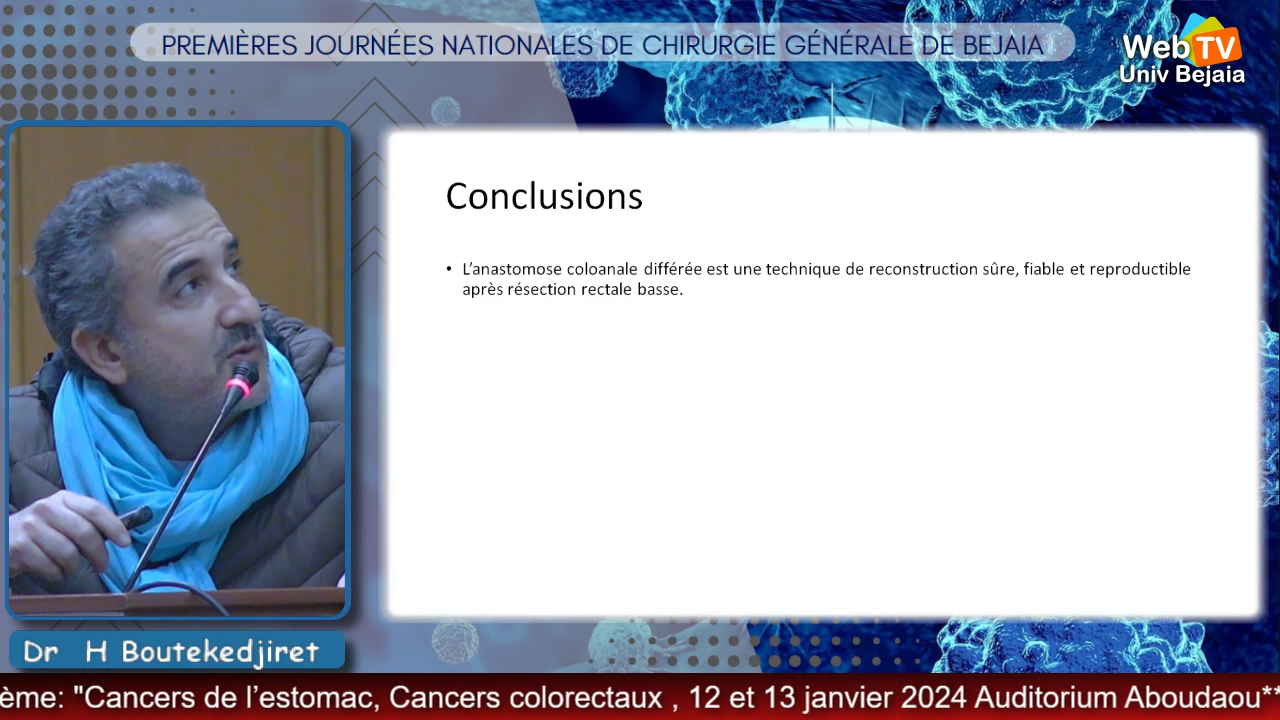 PREMIÈRES JOURNÉES NATIONALES DE CHIRURGIE GÉNÉRALE DE BEJAIA
Web TV
Univ Bejaia
Conclusions
• L'anastomose coloanale différée est une technique de reconstruction sûre, fiable et reproductible
après résection rectale basse.
Dr H Boutekedjiret
ème: "Cancers de l'estomac, Cancers colorectaux , 12 et 13 janvier 2024 Auditorium Aboudaou**